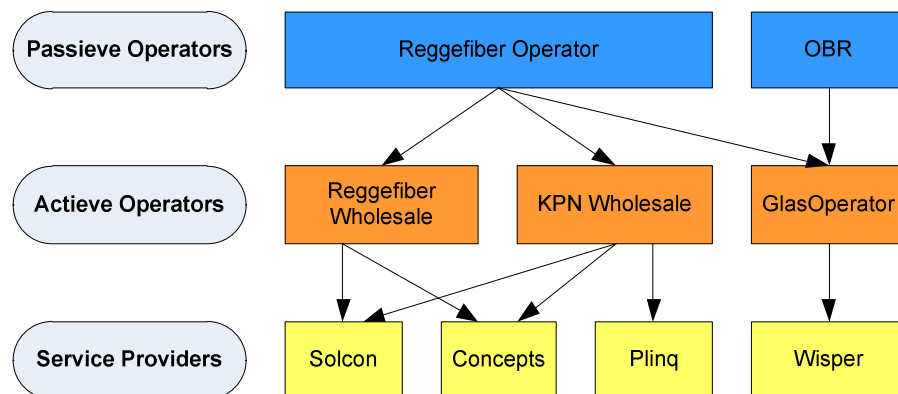 Passieve Operators
Reggefiber Operator
OBR
Actieve Operators
Reggefiber
Wholesale
KPN Wholesale
GlasOperator
Service Providers
Solcon
Concepts
Plinq
Wisper